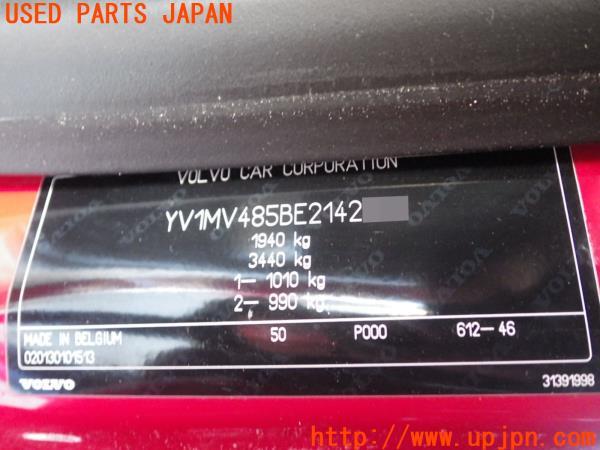 USED PARTS JAPAN
VOLVO CAR CORPORATION
YV1MV485BE2142
1940 kg
3440 kg
1- 1010 kg
2- 990 kg
MADE IN BELGIUM 50 P000 612-46
020130101513
VOLVO 31391998
http://www.upjpn.com